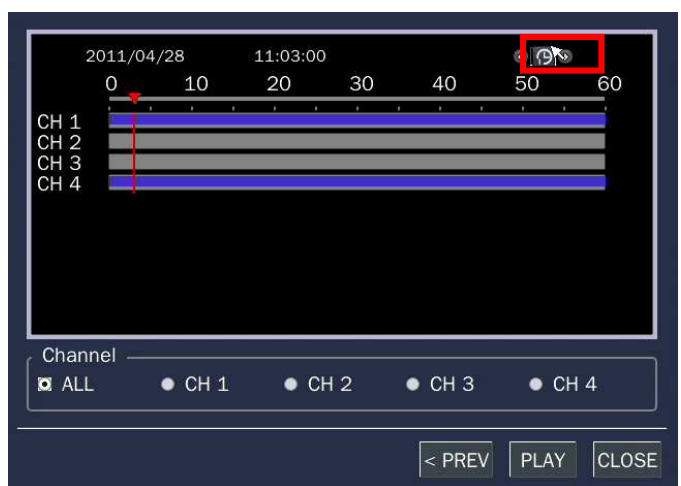 2011/04/28 11:03:00
0 10 20 30 40 50 60
CH 1
CH 2
CH 3
CH 4
Channel
ALL CH 1 CH 2 CH 3 CH 4
< PREV PLAY CLOSE